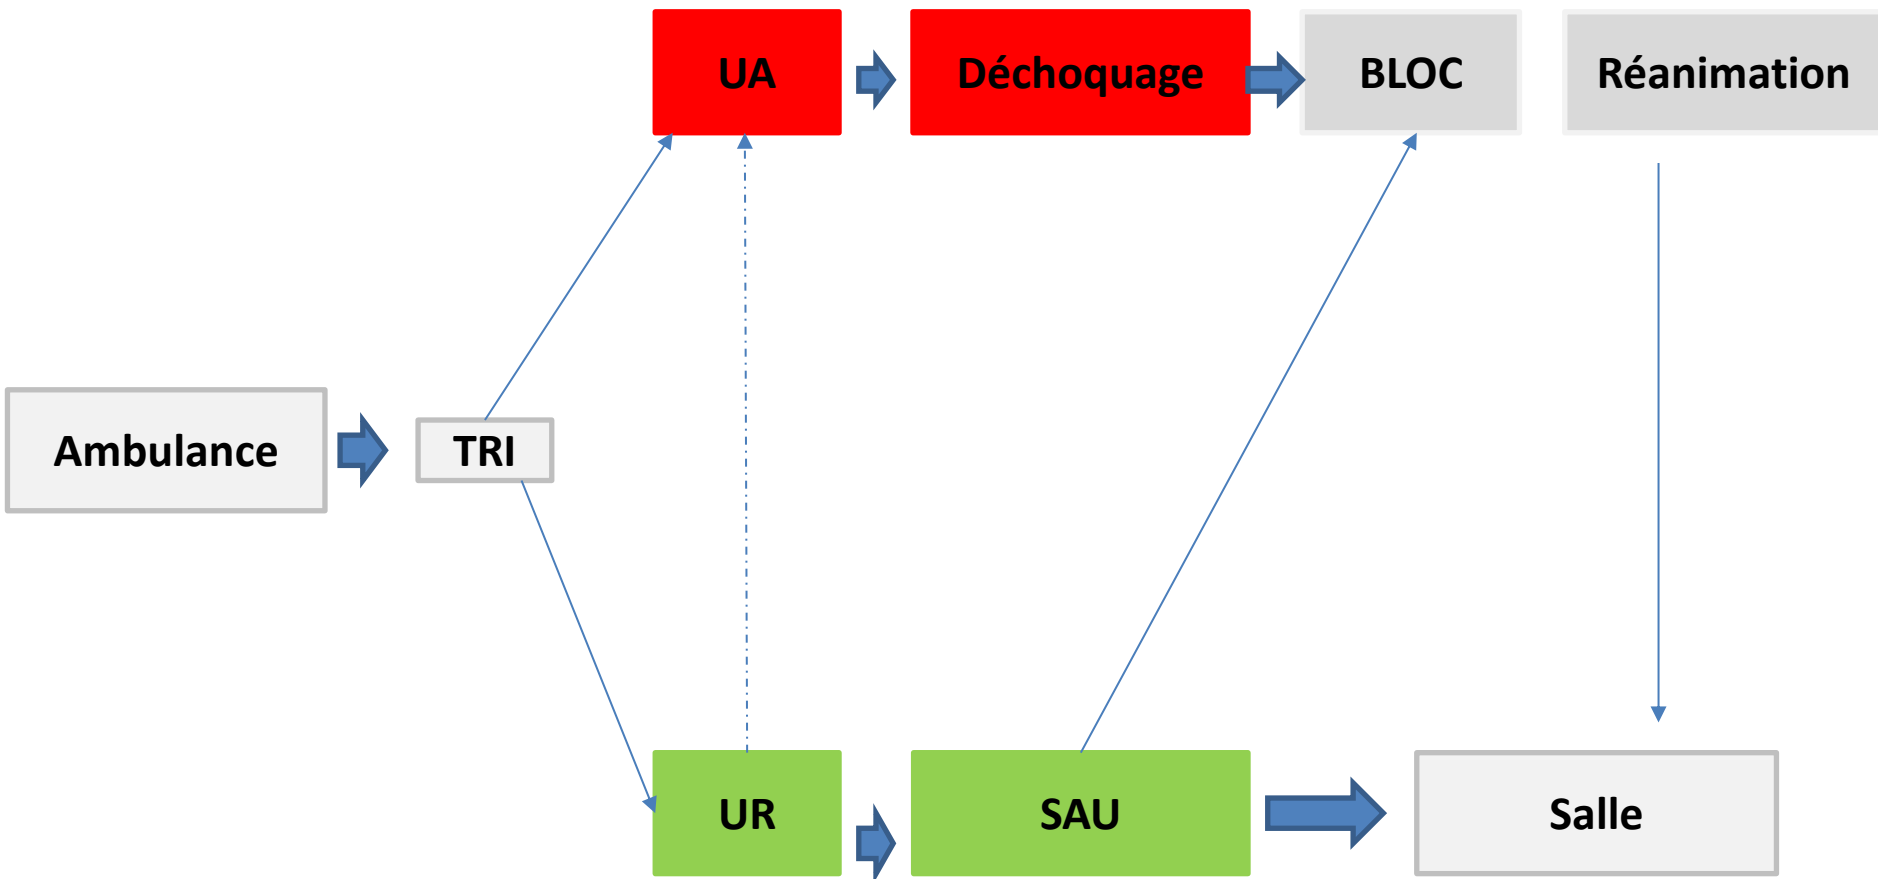 UA
Déchoquage
BLOC
Réanimation
Ambulance
TRI
UR
SAU
Salle